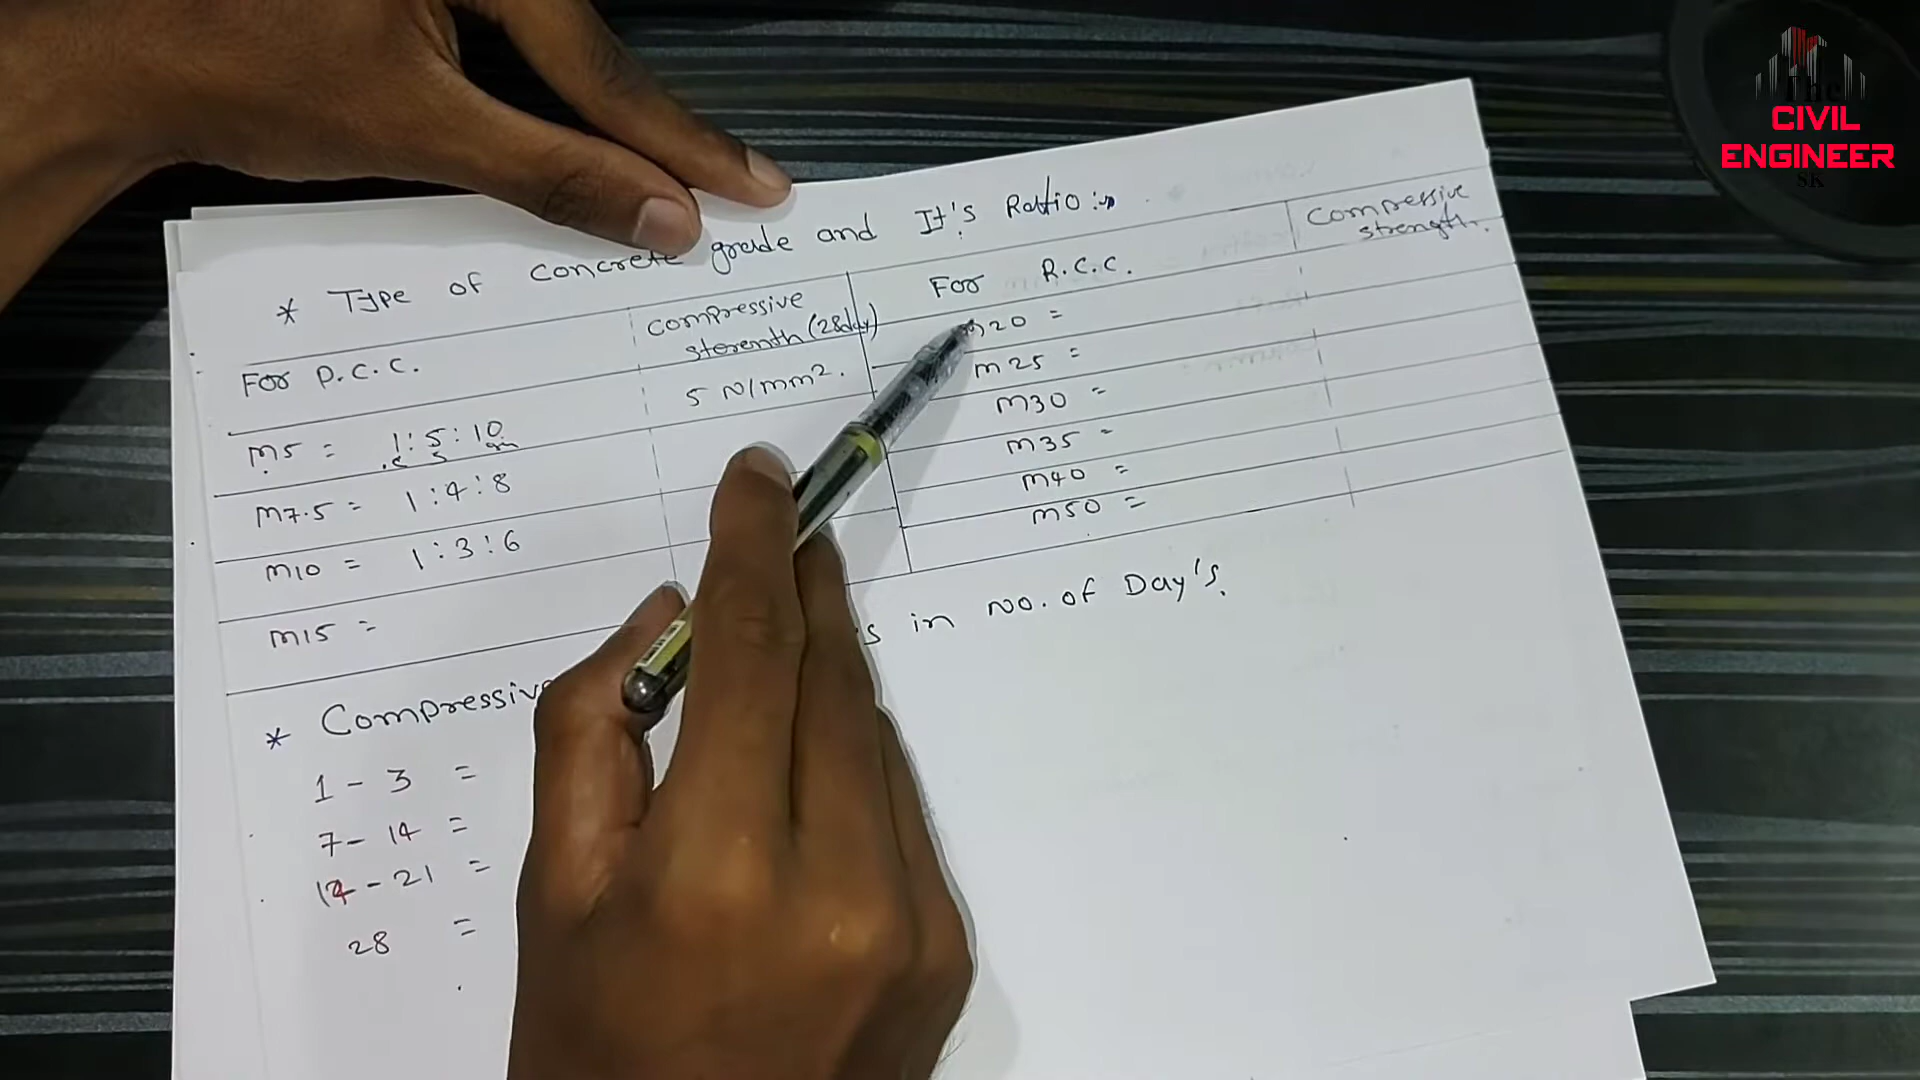 * Type of concrete grade and It's Ratio :-
For P.C.C.
compressive
sterenth (28day)
For R.C.C.
compressive
strength.
M5 = 1:5:10
5 N/mm².
M7.5 = 1:4:8
M10 = 1:3:6
M15 =
M20 =
M25 =
M30 =
M35 =
M40 =
M50 =
* Compressive in No. of Day's.
1 - 3 =
7 - 14 =
14 - 21 =
28 =
The
CIVIL
ENGINEER
SK